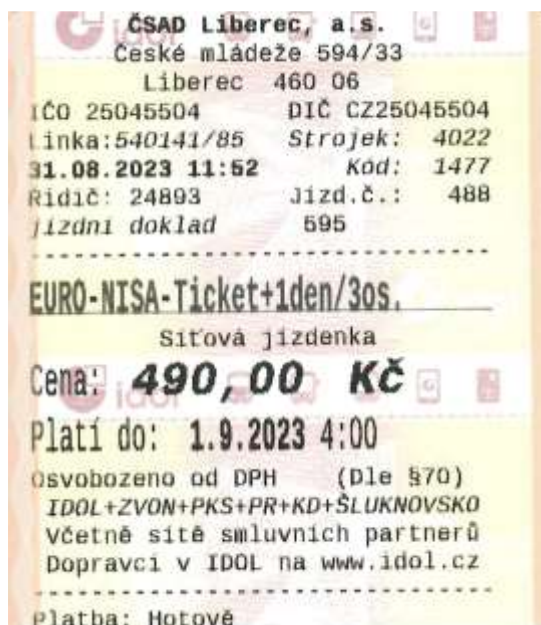 ČSAD Liberec, a.s.
České mládeže 594/33
Liberec 460 06
IČO 25045504 DIČ CZ25045504
Linka:540141/85 Strojek: 4022
31.08.2023 11:52 Kód: 1477
Řidič: 24893 Jízd.č.: 488
jízdní doklad 595
EURO-NISA-Ticket+1den/3os.
Síťová jízdenka
idol
Cena: 490,00 Kč
Platí do: 1.9.2023 4:00
Osvobozeno od DPH (Dle §70)
IDOL+ZVON+PKS+PR+KD+ŠLUKNOVSKO
Včetně sítě smluvních partnerů
Dopravci v IDOL na www.idol.cz
Platba: Hotově